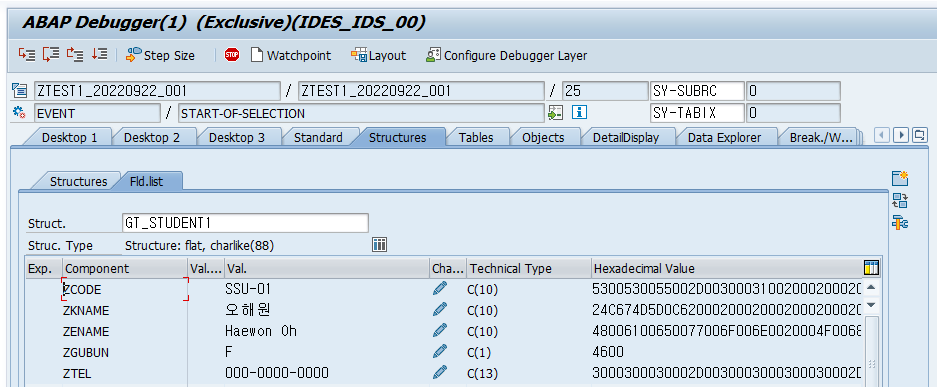 ABAP Debugger(1) (Exclusive)(IDES_IDS_00)
Step Size Watchpoint Layout Configure Debugger Layer
ZTEST1_20220922_001 / ZTEST1_20220922_001 / 25 SY-SUBRC 0
EVENT / START-OF-SELECTION SY-TABIX 0
Desktop 1 Desktop 2 Desktop 3 Standard Structures Tables Objects DetailDisplay Data Explorer Break./W...
Structures Fld.list
Struct. GT_STUDENT1
Struc. Type Structure: flat, charlike(88)
Exp. Component Val.... Val. Cha... Technical Type Hexadecimal Value
ZCODE SSU-01 C(10) 5300530055002D00300031002000200020
ZKNAME 오해원 C(10) 24C674D5D0C62000200020002000200020
ZENAME Haewon Oh C(10) 48006100650077006F006E0020004F0068
ZGUBUN F C(1) 4600
ZTEL 000-0000-0000 C(13) 3000300030002D0030003000300030002D